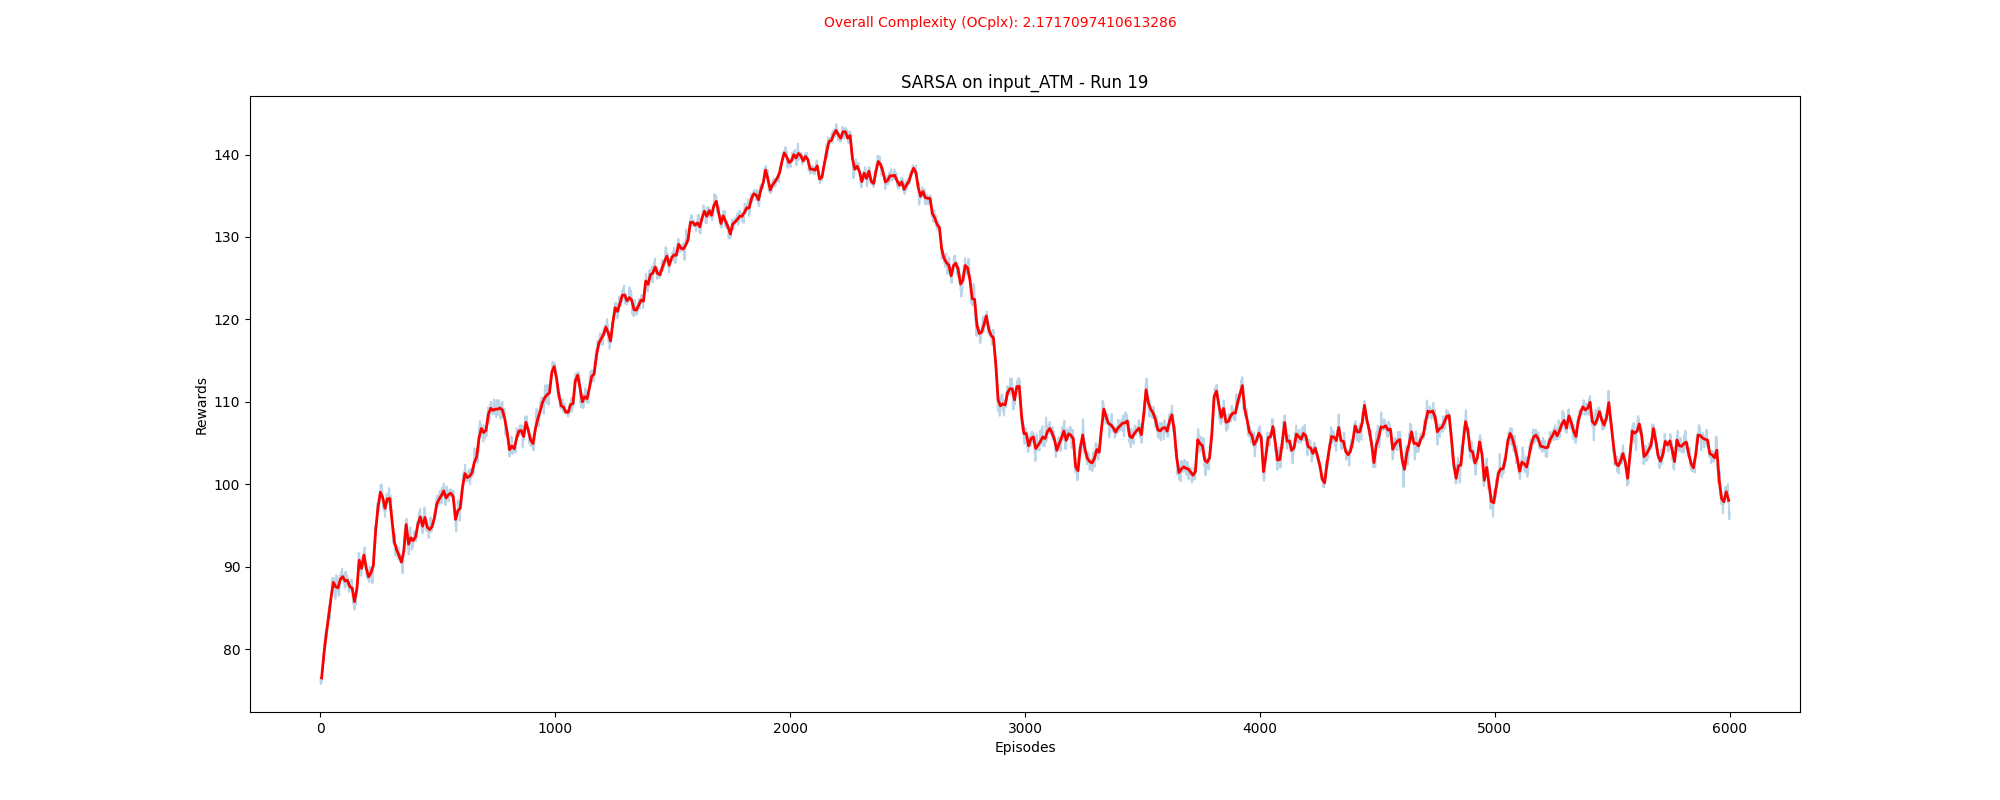 Overall Complexity (OCplx): 2.1717097410613286
SARSA on input_ATM - Run 19
Rewards
140
130
120
110
100
90
80
0 1000 2000 3000 4000 5000 6000
Episodes